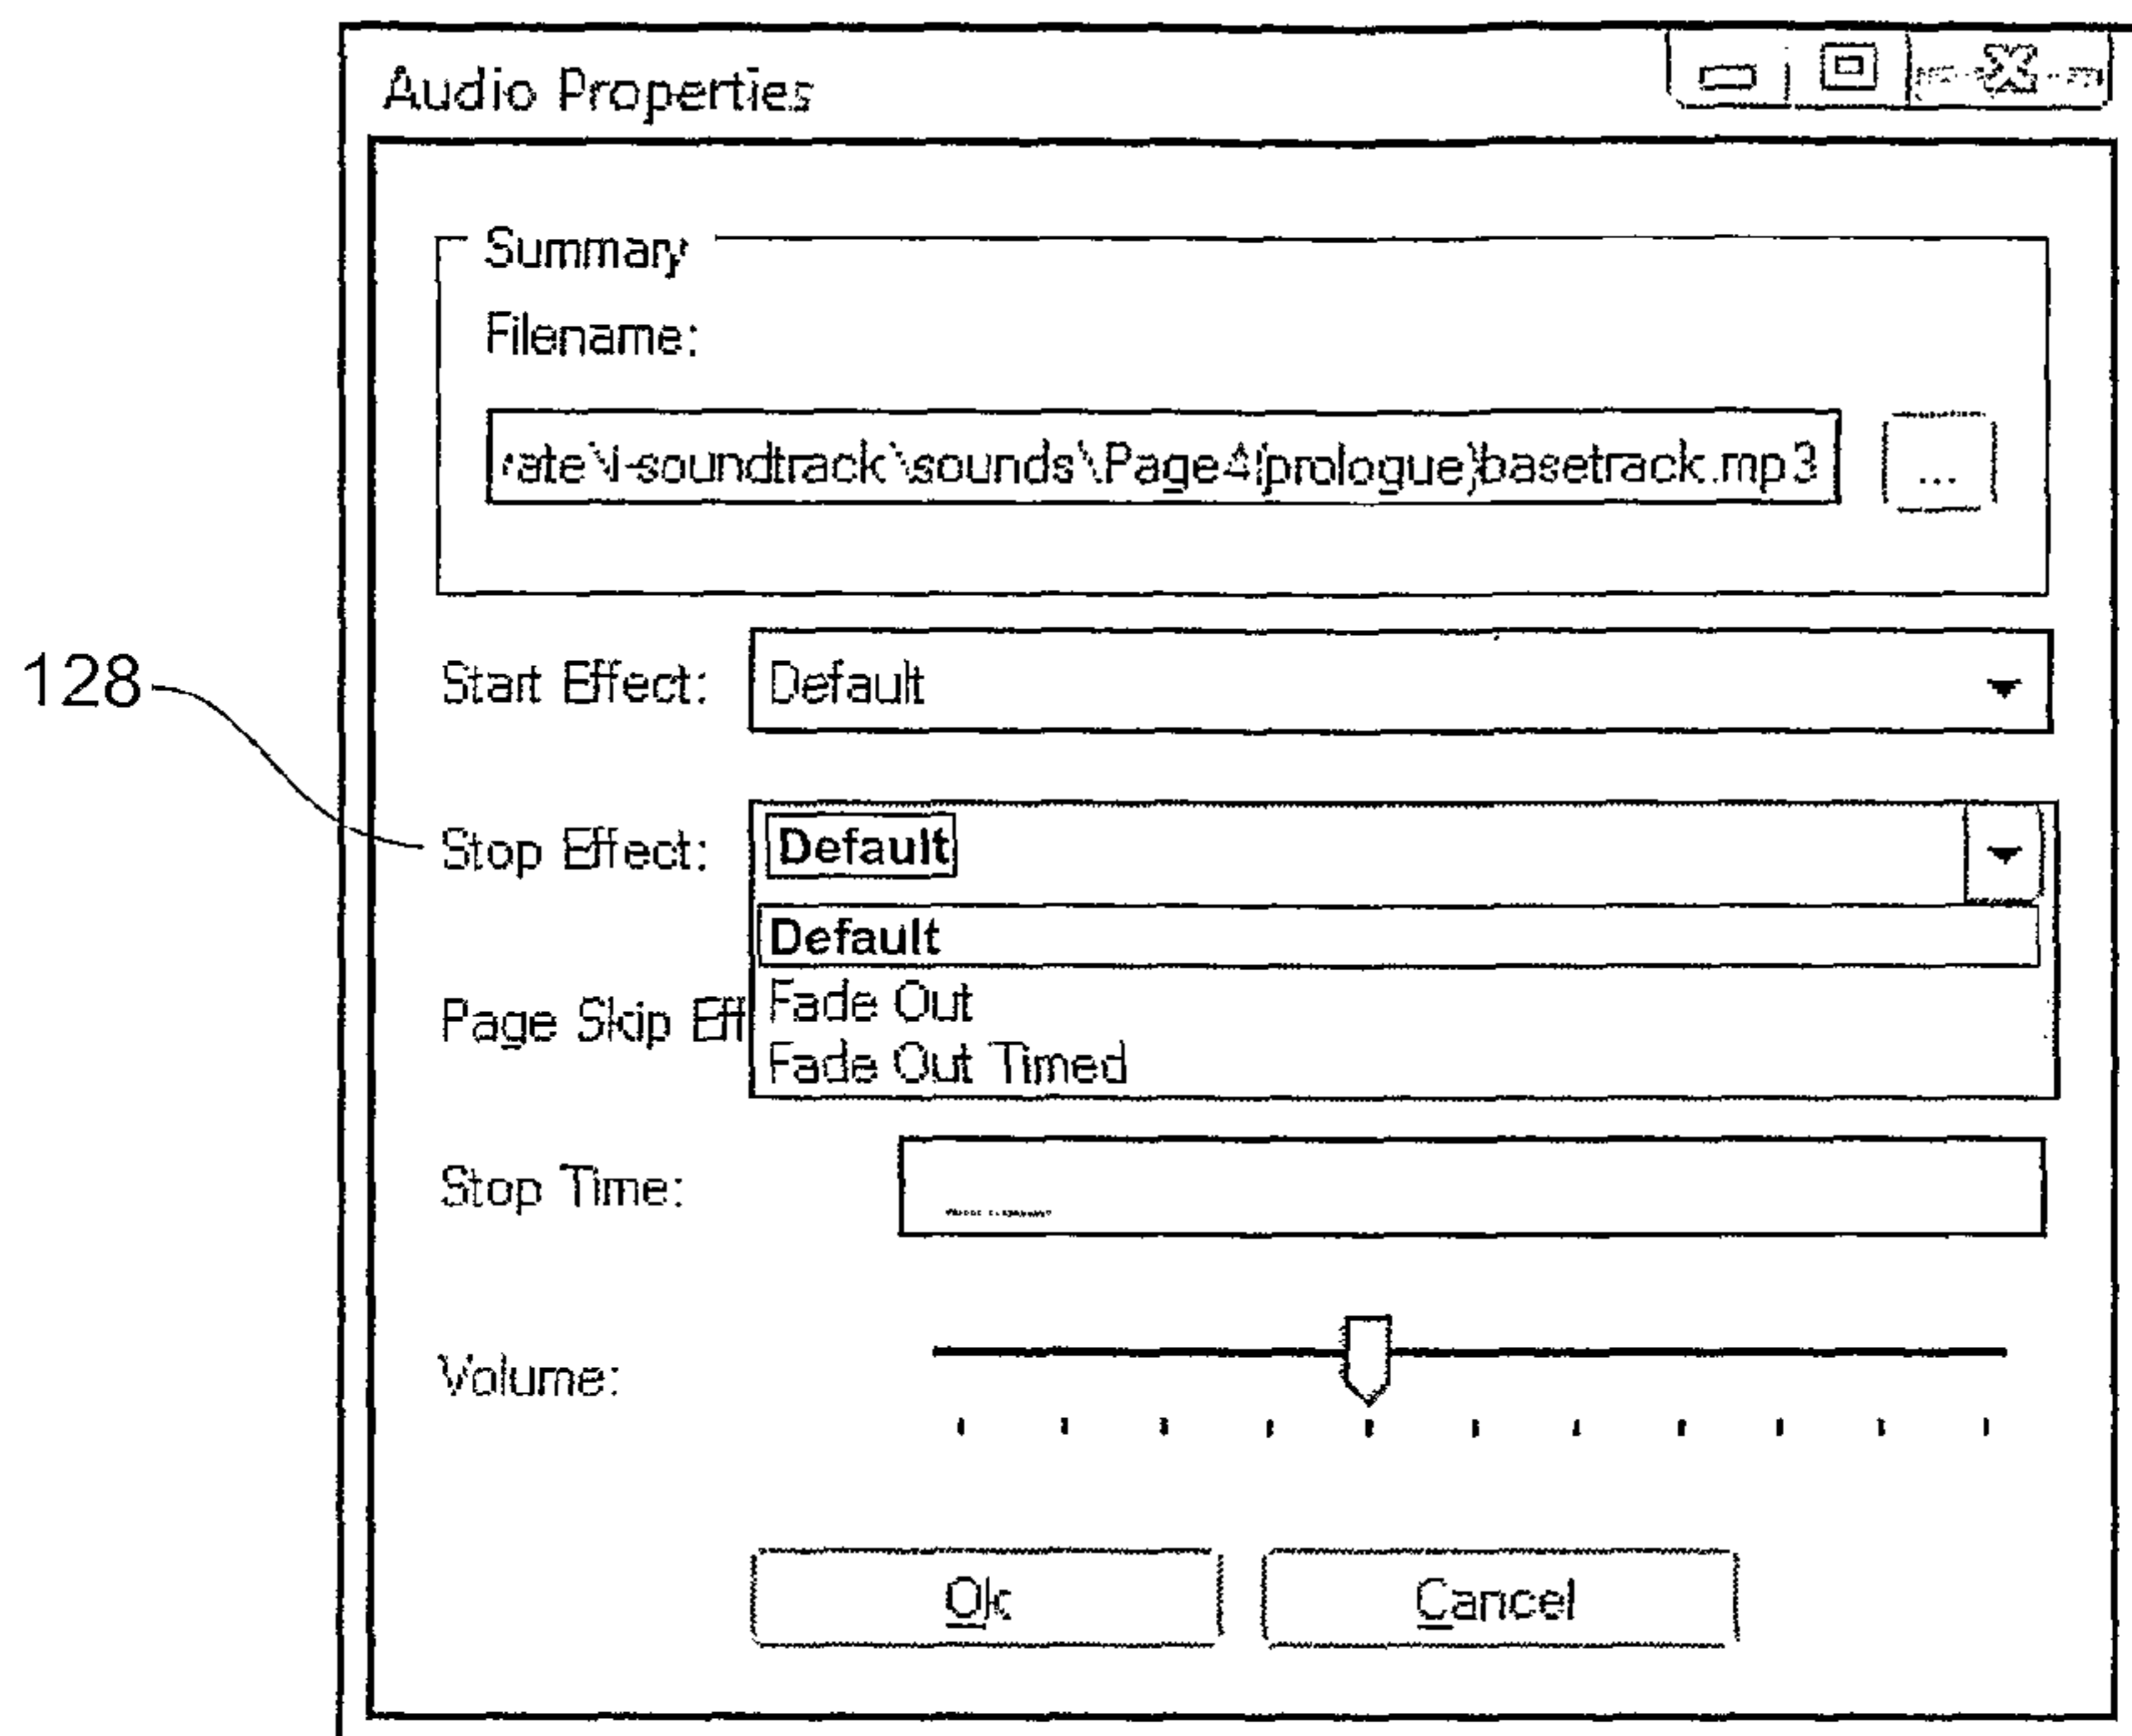 Audio Properties
Summary
Filename:
rate\i-soundtrack\sounds\Page4(prologue)basetrack.mp3 ...
128
Start Effect: Default
Stop Effect: Default
Default
Page Skip Eff Fade Out
Fade Out Timed
Stop Time:
Volume:
Ok Cancel